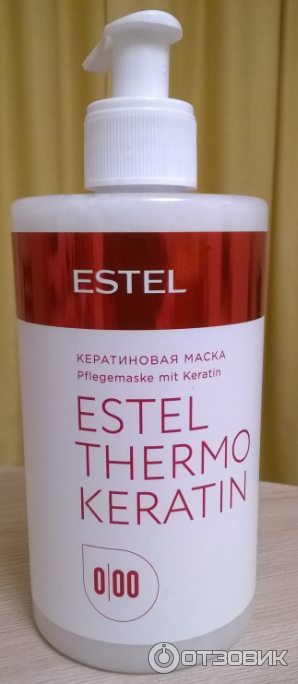 ESTEL
КЕРАТИНОВАЯ МАСКА
Pflegemaske mit Keratin
ESTEL
THERMO
KERATIN
0|00
ОТЗОВИК